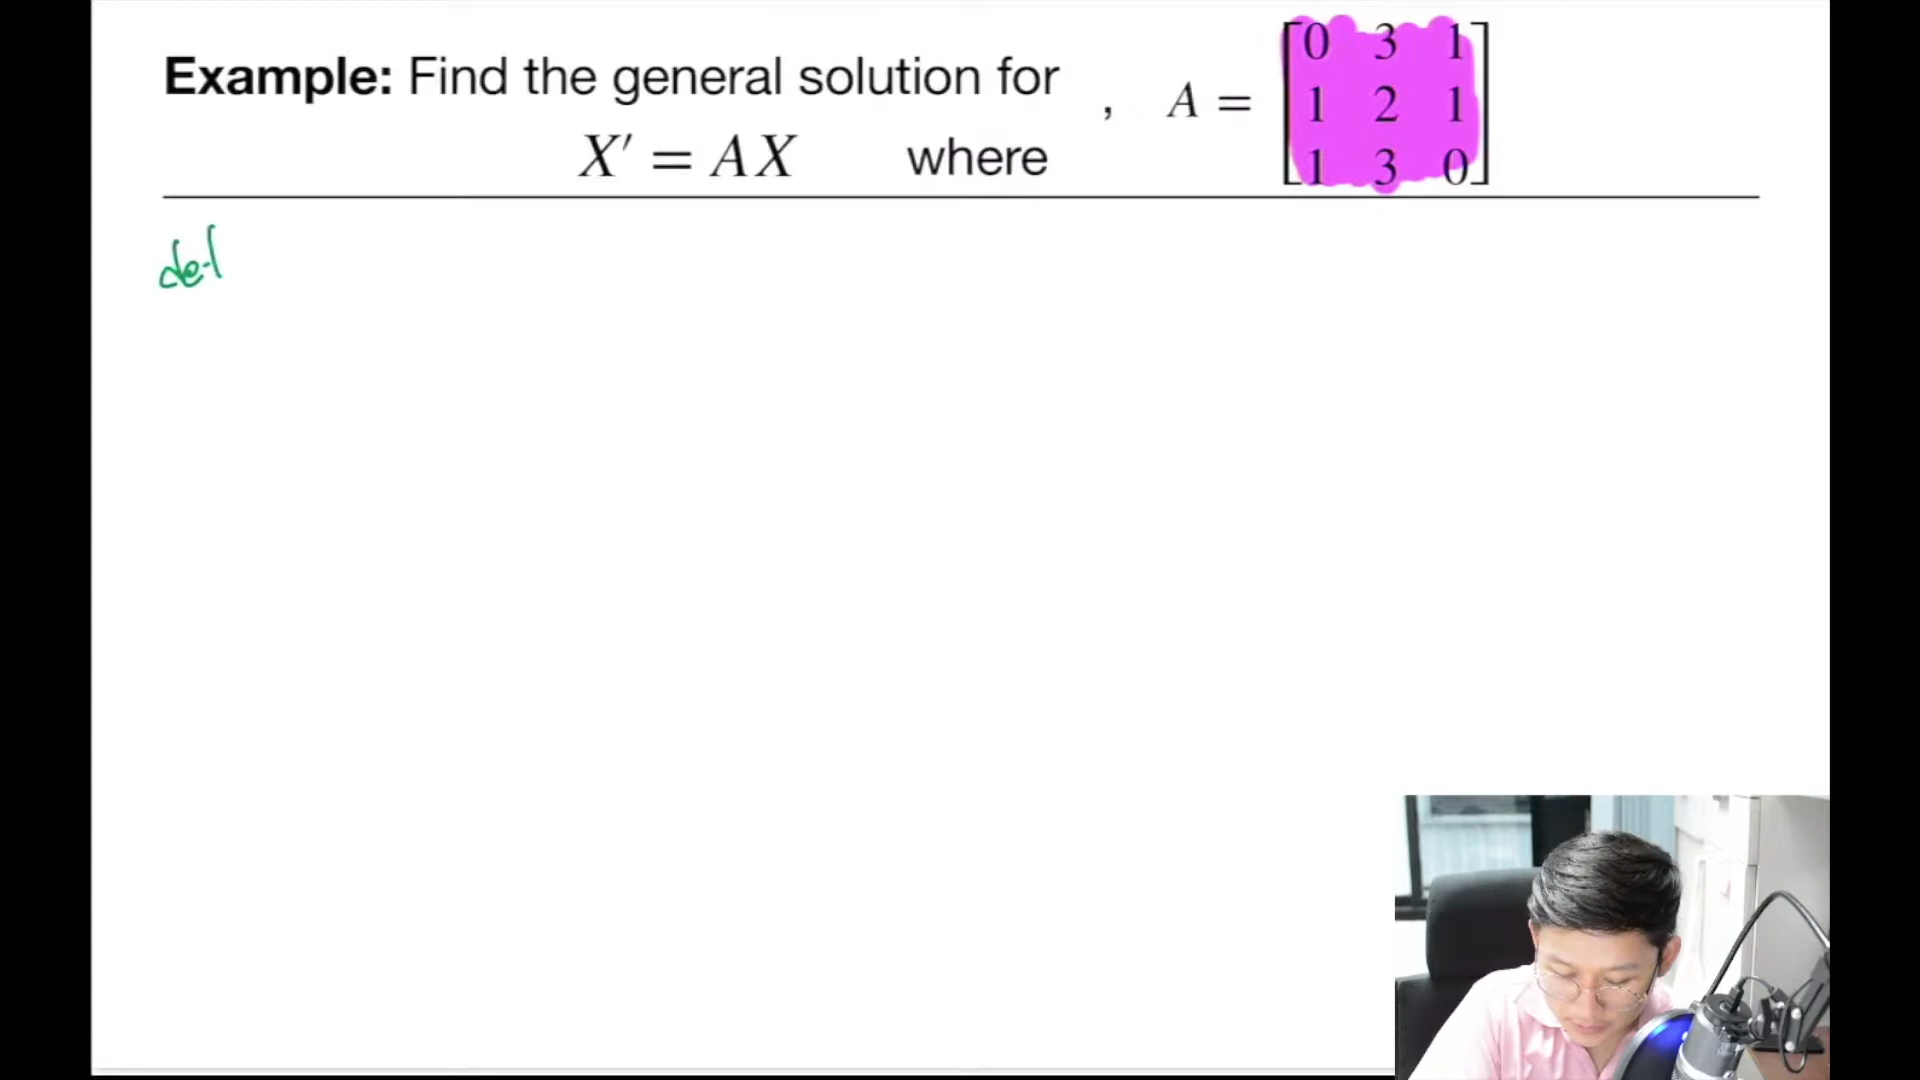 Example: Find the general solution for
X′ = AX where , A = [0 3 1
1 2 1
1 3 0]
det